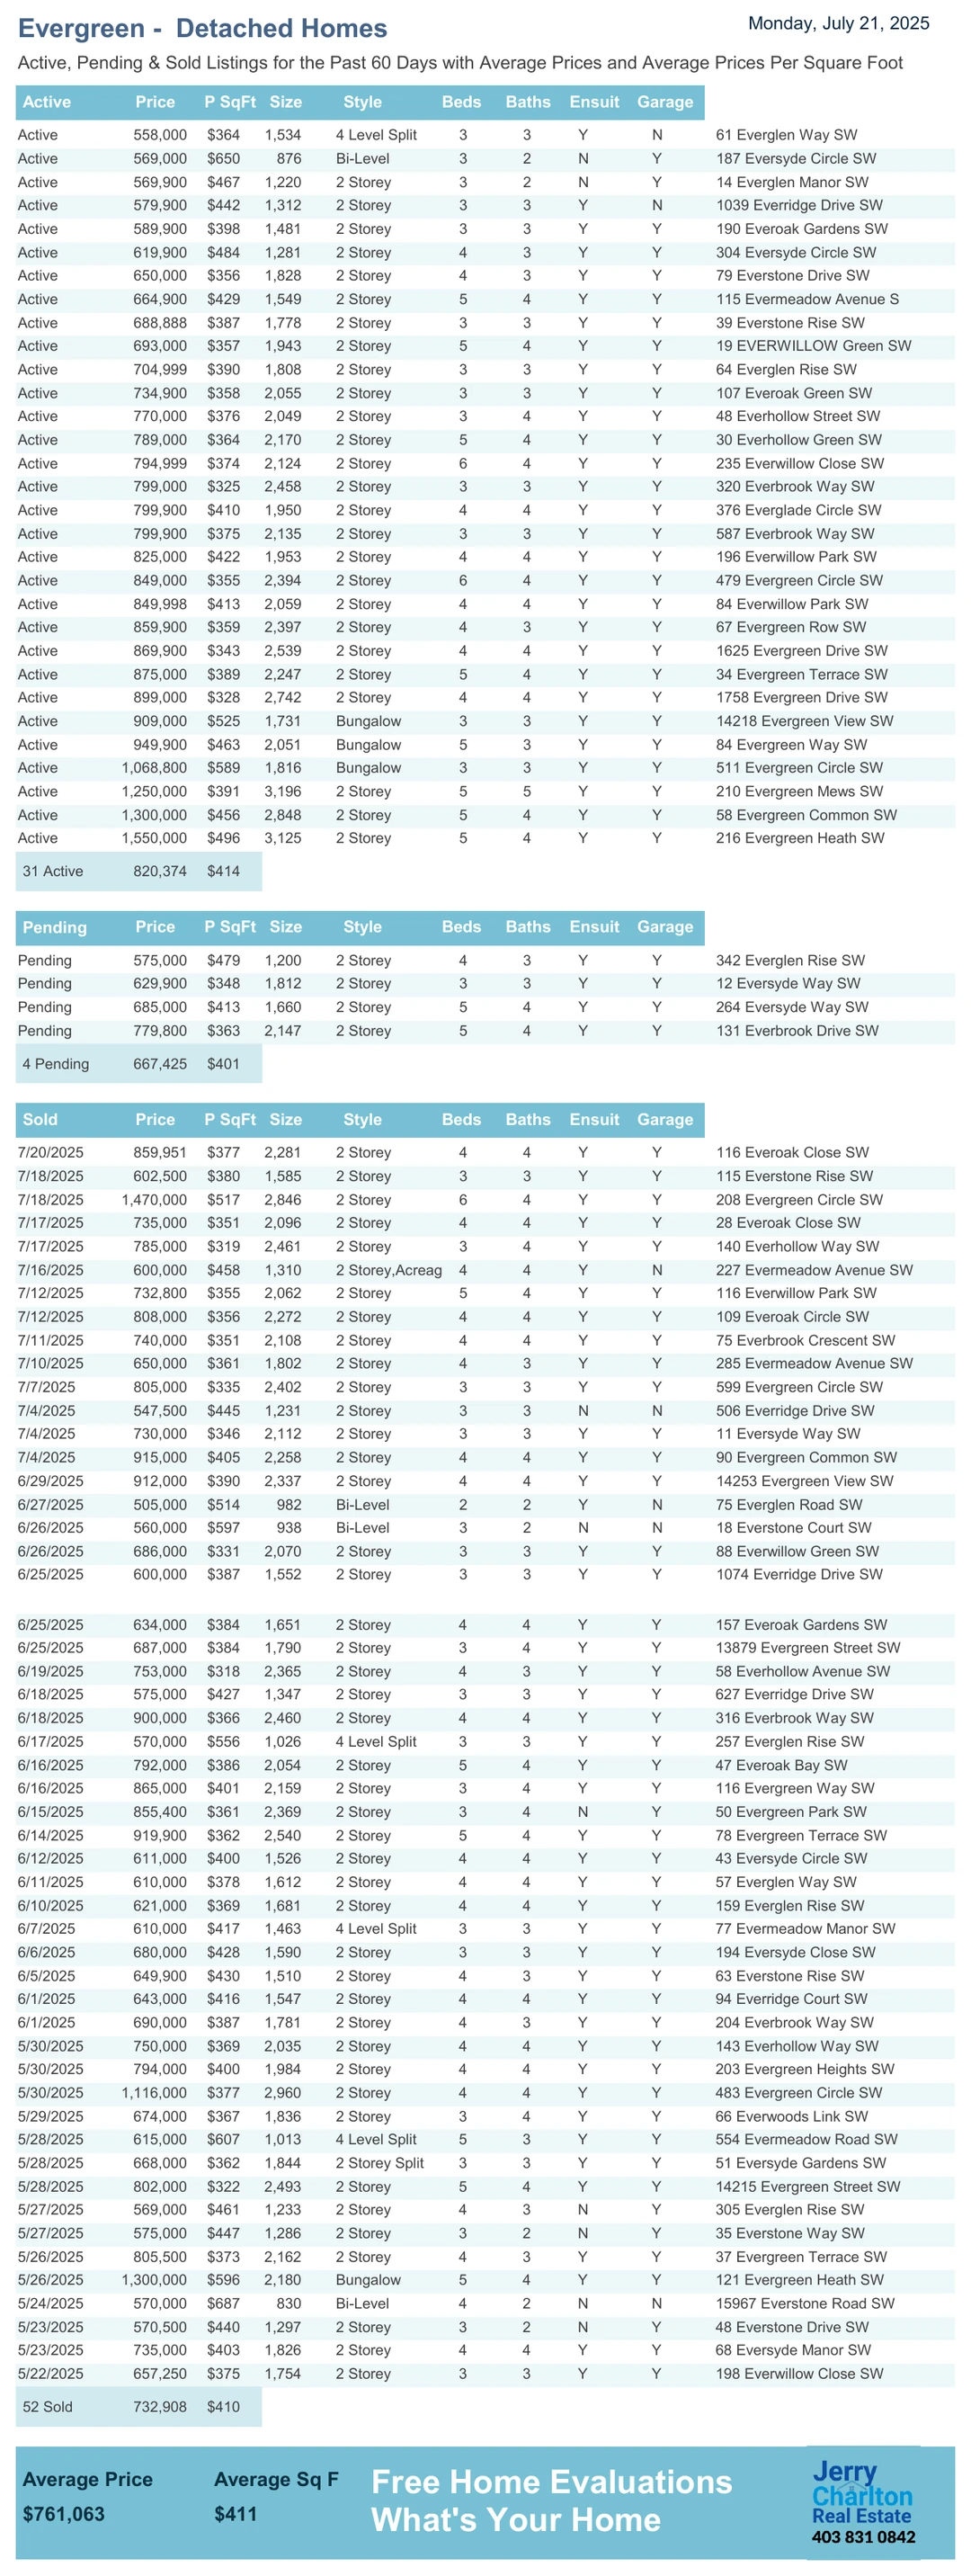 Evergreen - Detached Homes Monday, July 21, 2025
Active, Pending & Sold Listings for the Past 60 Days with Average Prices and Average Prices Per Square Foot
Active Price P SqFt Size Style Beds Baths Ensuit Garage
Active 558,000 $364 1,534 4 Level Split 3 3 Y N 61 Everglen Way SW
Active 569,000 $650 876 Bi-Level 3 2 N Y 187 Eversyde Circle SW
Active 569,900 $467 1,220 2 Storey 3 2 N Y 14 Everglen Manor SW
Active 579,900 $442 1,312 2 Storey 3 3 Y N 1039 Everridge Drive SW
Active 589,900 $398 1,481 2 Storey 3 3 Y Y 190 Everoak Gardens SW
Active 619,900 $484 1,281 2 Storey 4 3 Y Y 304 Eversyde Circle SW
Active 650,000 $356 1,828 2 Storey 4 3 Y Y 79 Everstone Drive SW
Active 664,900 $429 1,549 2 Storey 5 4 Y Y 115 Evermeadow Avenue S
Active 688,888 $387 1,778 2 Storey 3 3 Y Y 39 Everstone Rise SW
Active 693,000 $357 1,943 2 Storey 5 4 Y Y 19 EVERWILLOW Green SW
Active 704,999 $390 1,808 2 Storey 3 3 Y Y 64 Everglen Rise SW
Active 734,900 $358 2,055 2 Storey 3 3 Y Y 107 Everoak Green SW
Active 770,000 $376 2,049 2 Storey 3 4 Y Y 48 Everhollow Street SW
Active 789,000 $364 2,170 2 Storey 5 4 Y Y 30 Everhollow Green SW
Active 794,999 $374 2,124 2 Storey 6 4 Y Y 235 Everwillow Close SW
Active 799,000 $325 2,458 2 Storey 3 3 Y Y 320 Everbrook Way SW
Active 799,900 $410 1,950 2 Storey 4 4 Y Y 376 Everglade Circle SW
Active 799,900 $375 2,135 2 Storey 3 3 Y Y 587 Everbrook Way SW
Active 825,000 $422 1,953 2 Storey 4 4 Y Y 196 Everwillow Park SW
Active 849,000 $355 2,394 2 Storey 6 4 Y Y 479 Evergreen Circle SW
Active 849,998 $413 2,059 2 Storey 4 4 Y Y 84 Everwillow Park SW
Active 859,900 $359 2,397 2 Storey 4 3 Y Y 67 Evergreen Row SW
Active 869,900 $343 2,539 2 Storey 4 4 Y Y 1625 Evergreen Drive SW
Active 875,000 $389 2,247 2 Storey 5 4 Y Y 34 Evergreen Terrace SW
Active 899,000 $328 2,742 2 Storey 4 4 Y Y 1758 Evergreen Drive SW
Active 909,000 $525 1,731 Bungalow 3 3 Y Y 14218 Evergreen View SW
Active 949,900 $463 2,051 Bungalow 5 3 Y Y 84 Evergreen Way SW
Active 1,068,800 $589 1,816 Bungalow 3 3 Y Y 511 Evergreen Circle SW
Active 1,250,000 $391 3,196 2 Storey 5 5 Y Y 210 Evergreen Mews SW
Active 1,300,000 $456 2,848 2 Storey 5 4 Y Y 58 Evergreen Common SW
Active 1,550,000 $496 3,125 2 Storey 5 4 Y Y 216 Evergreen Heath SW
31 Active 820,374 $414
Pending Price P SqFt Size Style Beds Baths Ensuit Garage
Pending 575,000 $479 1,200 2 Storey 4 3 Y Y 342 Everglen Rise SW
Pending 629,900 $348 1,812 2 Storey 3 3 Y Y 12 Eversyde Way SW
Pending 685,000 $413 1,660 2 Storey 5 4 Y Y 264 Eversyde Way SW
Pending 779,800 $363 2,147 2 Storey 5 4 Y Y 131 Everbrook Drive SW
4 Pending 667,425 $401
Sold Price P SqFt Size Style Beds Baths Ensuit Garage
7/20/2025 859,951 $377 2,281 2 Storey 4 4 Y Y 116 Everoak Close SW
7/18/2025 602,500 $380 1,585 2 Storey 3 3 Y Y 115 Everstone Rise SW
7/18/2025 1,470,000 $517 2,846 2 Storey 6 4 Y Y 208 Evergreen Circle SW
7/17/2025 735,000 $351 2,096 2 Storey 4 4 Y Y 28 Everoak Close SW
7/17/2025 785,000 $319 2,461 2 Storey 3 4 Y Y 140 Everhollow Way SW
7/16/2025 600,000 $458 1,310 2 Storey,Acreag 4 4 Y N 227 Evermeadow Avenue SW
7/12/2025 732,800 $355 2,062 2 Storey 5 4 Y Y 116 Everwillow Park SW
7/12/2025 808,000 $356 2,272 2 Storey 4 4 Y Y 109 Everoak Circle SW
7/11/2025 740,000 $351 2,108 2 Storey 4 4 Y Y 75 Everbrook Crescent SW
7/10/2025 650,000 $361 1,802 2 Storey 4 3 Y Y 285 Evermeadow Avenue SW
7/7/2025 805,000 $335 2,402 2 Storey 3 3 Y Y 599 Evergreen Circle SW
7/4/2025 547,500 $445 1,231 2 Storey 3 3 N N 506 Everridge Drive SW
7/4/2025 730,000 $346 2,112 2 Storey 3 3 Y Y 11 Eversyde Way SW
7/4/2025 915,000 $405 2,258 2 Storey 4 4 Y Y 90 Evergreen Common SW
6/29/2025 912,000 $390 2,337 2 Storey 4 4 Y Y 14253 Evergreen View SW
6/27/2025 505,000 $514 982 Bi-Level 2 2 Y N 75 Everglen Road SW
6/26/2025 560,000 $597 938 Bi-Level 3 2 N N 18 Everstone Court SW
6/26/2025 686,000 $331 2,070 2 Storey 3 3 Y Y 88 Everwillow Green SW
6/25/2025 600,000 $387 1,552 2 Storey 3 3 Y Y 1074 Everridge Drive SW
6/25/2025 634,000 $384 1,651 2 Storey 4 4 Y Y 157 Everoak Gardens SW
6/25/2025 687,000 $384 1,790 2 Storey 3 4 Y Y 13879 Evergreen Street SW
6/19/2025 753,000 $318 2,365 2 Storey 4 3 Y Y 58 Everhollow Avenue SW
6/18/2025 575,000 $427 1,347 2 Storey 3 3 Y Y 627 Everridge Drive SW
6/18/2025 900,000 $366 2,460 2 Storey 4 4 Y Y 316 Everbrook Way SW
6/17/2025 570,000 $556 1,026 4 Level Split 3 3 Y Y 257 Everglen Rise SW
6/16/2025 792,000 $386 2,054 2 Storey 5 4 Y Y 47 Everoak Bay SW
6/16/2025 865,000 $401 2,159 2 Storey 3 4 Y Y 116 Evergreen Way SW
6/15/2025 855,400 $361 2,369 2 Storey 3 4 N Y 50 Evergreen Park SW
6/14/2025 919,900 $362 2,540 2 Storey 5 4 Y Y 78 Evergreen Terrace SW
6/12/2025 611,000 $400 1,526 2 Storey 4 4 Y Y 43 Eversyde Circle SW
6/11/2025 610,000 $378 1,612 2 Storey 4 4 Y Y 57 Everglen Way SW
6/10/2025 621,000 $369 1,681 2 Storey 4 4 Y Y 159 Everglen Rise SW
6/7/2025 610,000 $417 1,463 4 Level Split 3 3 Y Y 77 Evermeadow Manor SW
6/6/2025 680,000 $428 1,590 2 Storey 3 3 Y Y 194 Eversyde Close SW
6/5/2025 649,900 $430 1,510 2 Storey 4 3 Y Y 63 Everstone Rise SW
6/1/2025 643,000 $416 1,547 2 Storey 4 4 Y Y 94 Everridge Court SW
6/1/2025 690,000 $387 1,781 2 Storey 4 3 Y Y 204 Everbrook Way SW
5/30/2025 750,000 $369 2,035 2 Storey 4 4 Y Y 143 Everhollow Way SW
5/30/2025 794,000 $400 1,984 2 Storey 4 4 Y Y 203 Evergreen Heights SW
5/30/2025 1,116,000 $377 2,960 2 Storey 4 4 Y Y 483 Evergreen Circle SW
5/29/2025 674,000 $367 1,836 2 Storey 3 4 Y Y 66 Everwoods Link SW
5/28/2025 615,000 $607 1,013 4 Level Split 5 3 Y Y 554 Evermeadow Road SW
5/28/2025 668,000 $362 1,844 2 Storey Split 3 3 Y Y 51 Eversyde Gardens SW
5/28/2025 802,000 $322 2,493 2 Storey 5 4 Y Y 14215 Evergreen Street SW
5/27/2025 569,000 $461 1,233 2 Storey 4 3 N Y 305 Everglen Rise SW
5/27/2025 575,000 $447 1,286 2 Storey 3 2 N Y 35 Everstone Way SW
5/26/2025 805,500 $373 2,162 2 Storey 4 3 Y Y 37 Evergreen Terrace SW
5/26/2025 1,300,000 $596 2,180 Bungalow 5 4 Y Y 121 Evergreen Heath SW
5/24/2025 570,000 $687 830 Bi-Level 4 2 N N 15967 Everstone Road SW
5/23/2025 570,500 $440 1,297 2 Storey 3 2 N Y 48 Everstone Drive SW
5/23/2025 735,000 $403 1,826 2 Storey 4 4 Y Y 68 Eversyde Manor SW
5/22/2025 657,250 $375 1,754 2 Storey 3 3 Y Y 198 Everwillow Close SW
52 Sold 732,908 $410
Average Price Average Sq F
$761,063 $411
Free Home Evaluations
What's Your Home
Jerry
Charlton
Real Estate
403 831 0842